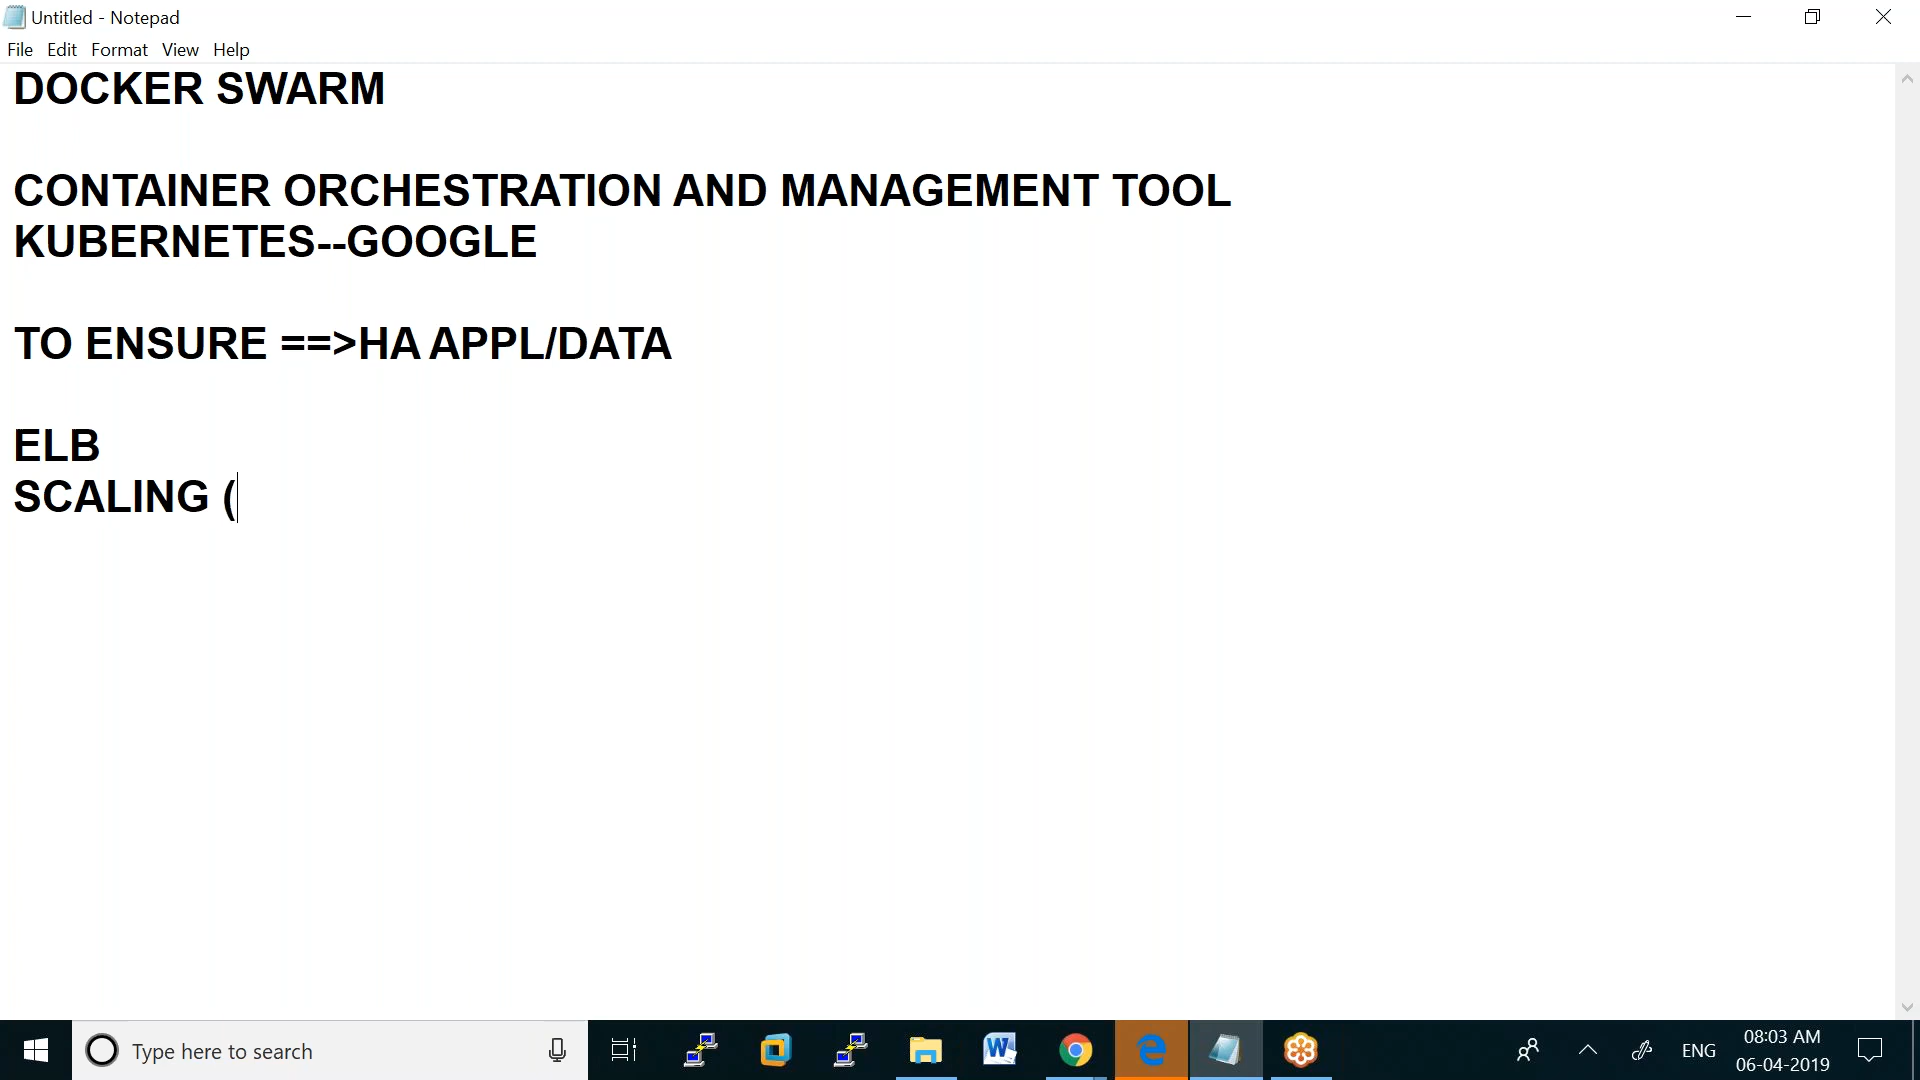 Untitled - Notepad
File Edit Format View Help
DOCKER SWARM
CONTAINER ORCHESTRATION AND MANAGEMENT TOOL
KUBERNETES--GOOGLE
TO ENSURE ==>HA APPL/DATA
ELB
SCALING (
Type here to search
ENG
08:03 AM
06-04-2019